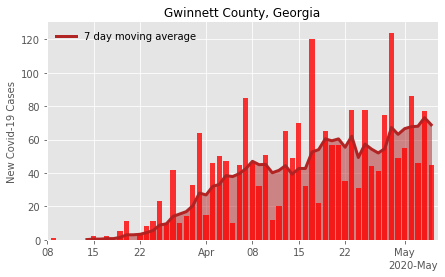 Gwinnett County, Georgia
7 day moving average
New Covid-19 Cases
120
100
80
60
40
20
0
08 15 22 Apr 08 15 22 May
2020-May